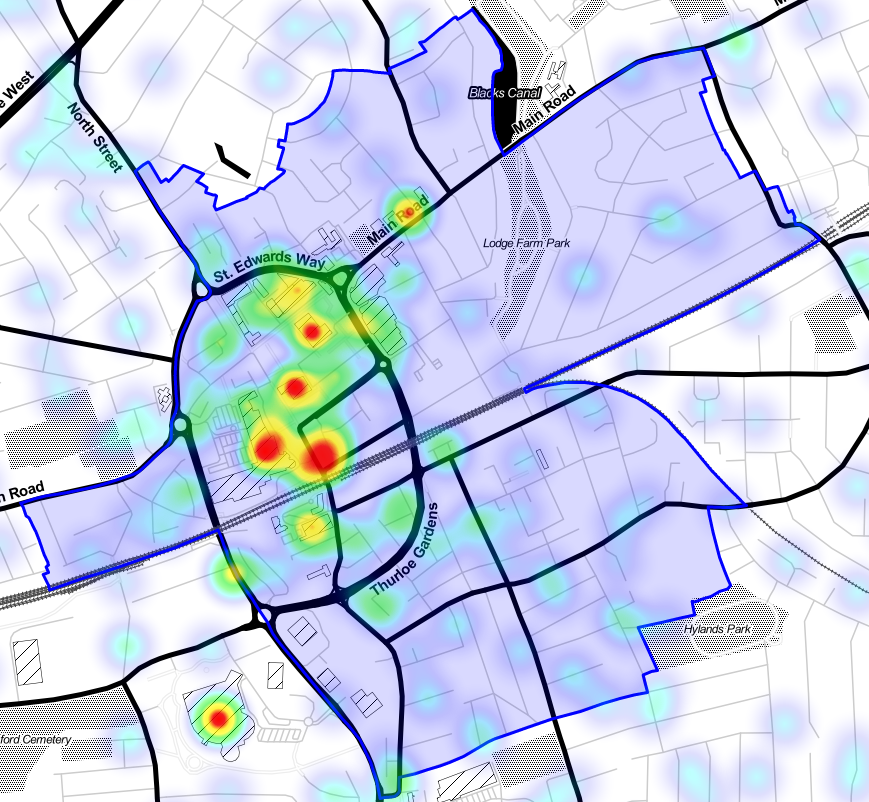 e West
North Street
Blacks Canal
Main Road
Main Road
Lodge Farm Park
St. Edwards Way
n Road
Thurloe Gardens
Hylands Park
ford Cemetery